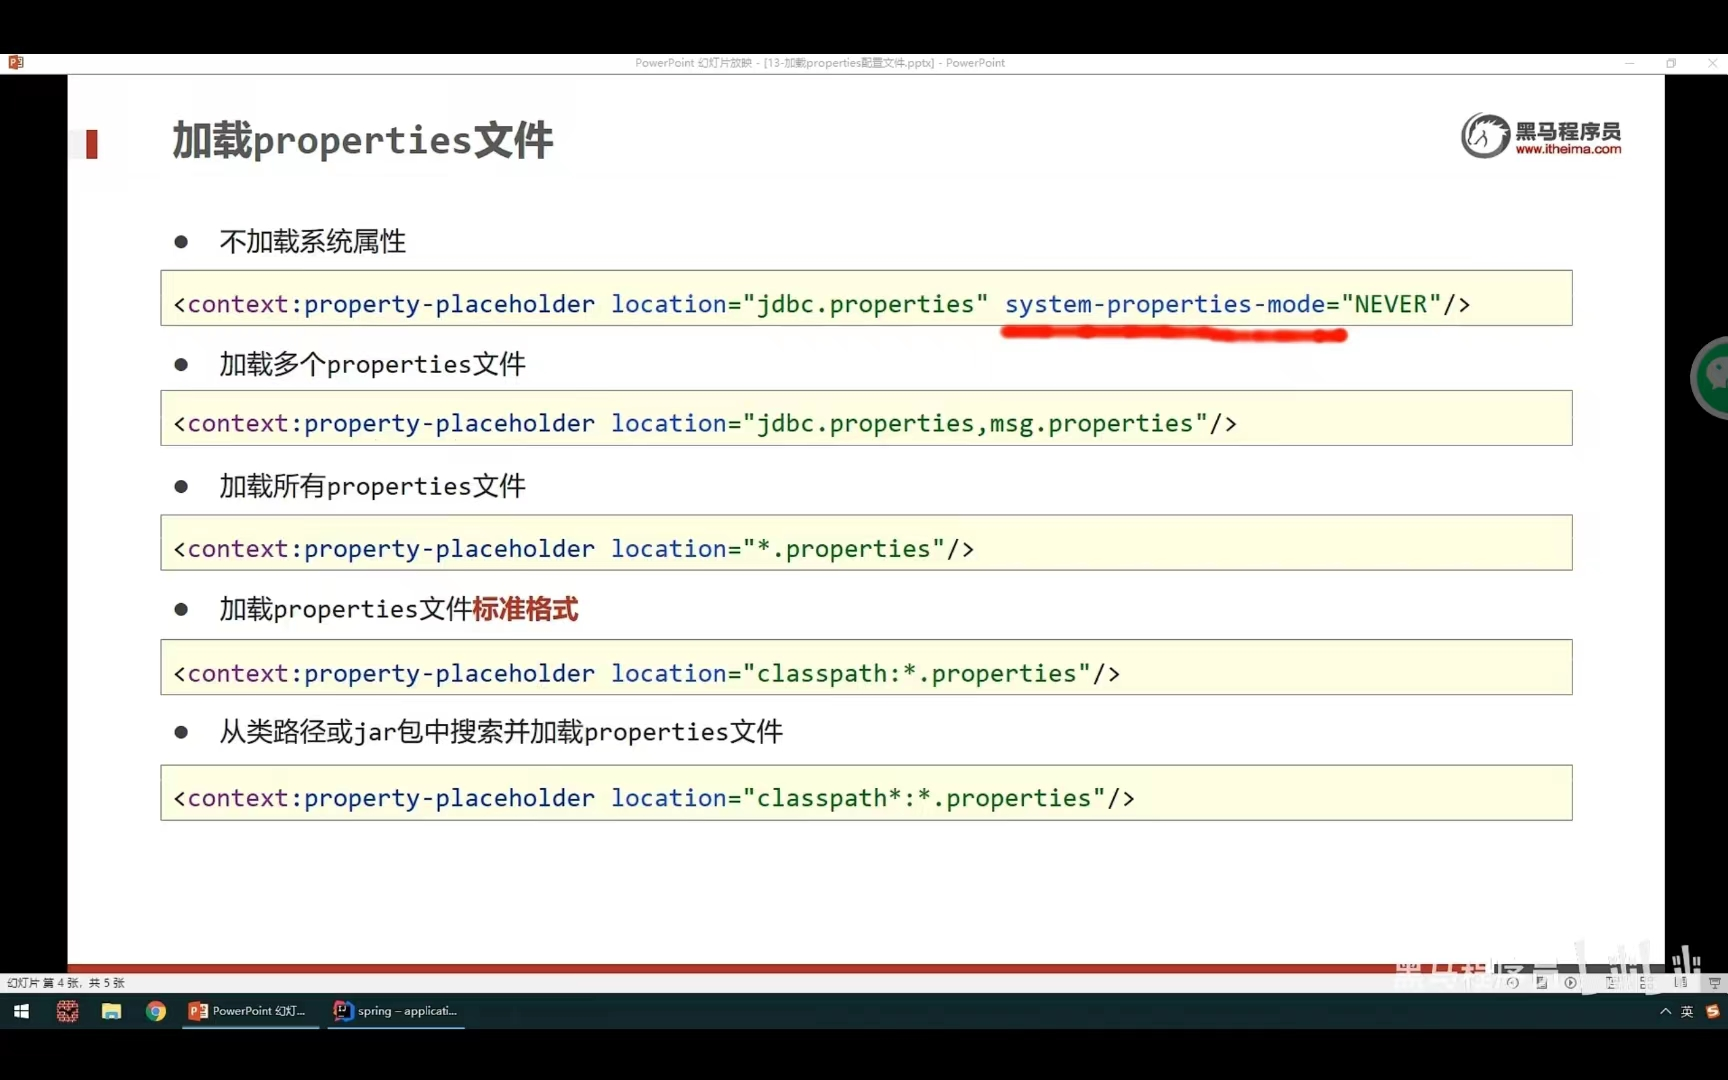 PowerPoint 幻灯片放映 - [13-加载properties配置文件.pptx] - PowerPoint
加载properties文件
黑马程序员
www.itheima.com
● 不加载系统属性
<context:property-placeholder location="jdbc.properties" system-properties-mode="NEVER"/>
● 加载多个properties文件
<context:property-placeholder location="jdbc.properties,msg.properties"/>
● 加载所有properties文件
<context:property-placeholder location="*.properties"/>
● 加载properties文件标准格式
<context:property-placeholder location="classpath:*.properties"/>
● 从类路径或jar包中搜索并加载properties文件
<context:property-placeholder location="classpath*:*.properties"/>
黑马程序员
幻灯片 第 4 张，共 5 张
PowerPoint 幻灯...
spring – applicati...
英